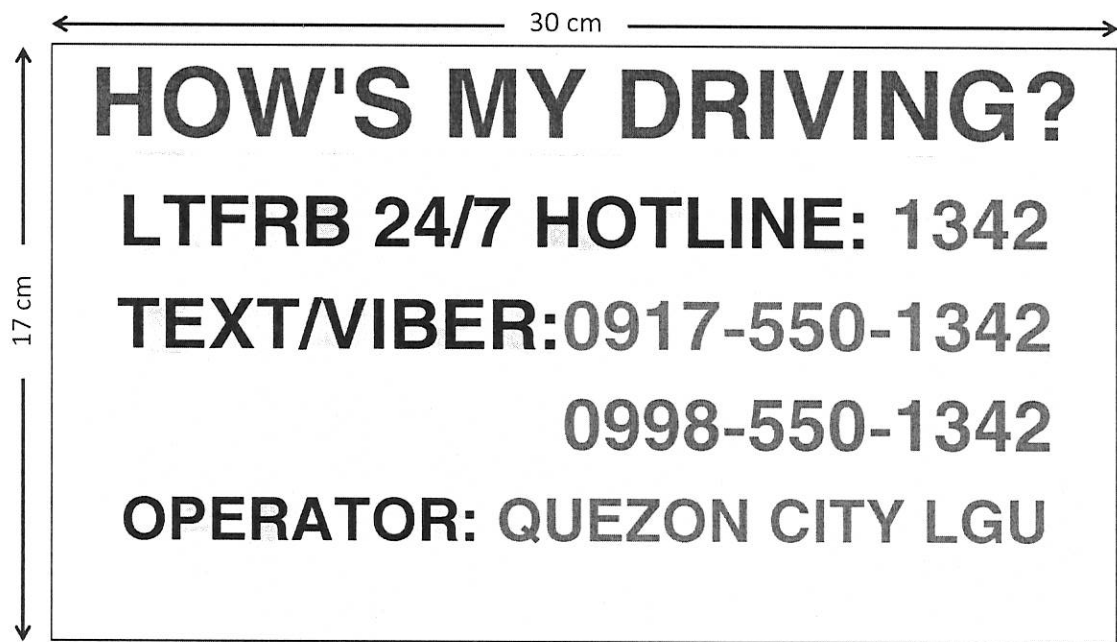 30 cm
17 cm
HOW'S MY DRIVING?
LTFRB 24/7 HOTLINE: 1342
TEXT/VIBER:0917-550-1342
0998-550-1342
OPERATOR: QUEZON CITY LGU